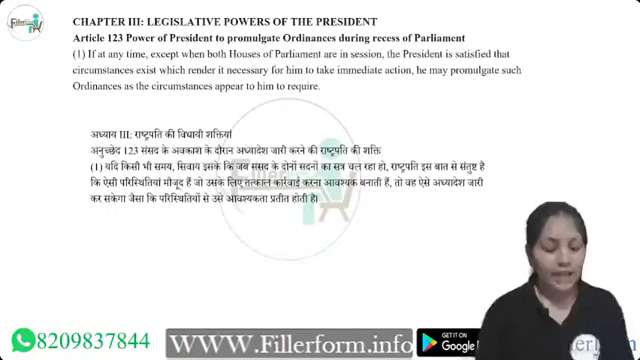 CHAPTER III: LEGISLATIVE POWERS OF THE PRESIDENT
Article 123 Power of President to promulgate Ordinances during recess of Parliament
(1) If at any time, except when both Houses of Parliament are in session, the President is satisfied that
circumstances exist which render it necessary for him to take immediate action, he may promulgate such
Ordinances as the circumstances appear to him to require.
अध्याय III: राष्ट्रपति की विधायी शक्तियां
अनुच्छेद 123 संसद के अवकाश के दौरान अध्यादेश जारी करने की राष्ट्रपति की शक्ति
(1) यदि किसी भी समय, सिवाय इसके कि जब संसद के दोनों सदनों का सत्र चल रहा हो, राष्ट्रपति इस बात से संतुष्ट है
कि ऐसी परिस्थितियां मौजूद हैं जो उसके लिए तत्काल कार्रवाई करना आवश्यक बनाती हैं, तो वह ऐसे अध्यादेश जारी
कर सकेगा जैसा कि परिस्थितियों से उसे आवश्यकता प्रतीत होती है।
8209837844
WWW.Fillerform.info
GET IT ON
Google